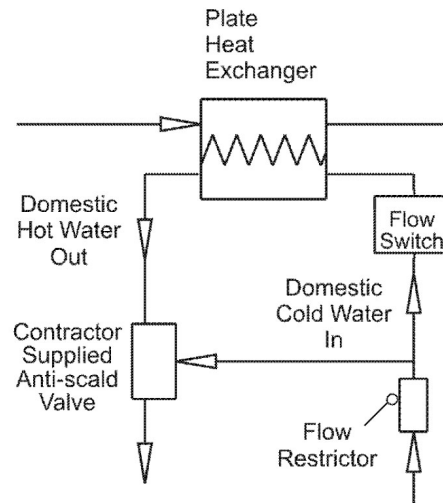 Plate
Heat
Exchanger
Domestic
Hot Water
Out
Flow
Switch
Domestic
Cold Water
In
Contractor
Supplied
Anti-scald
Valve
Flow
Restrictor